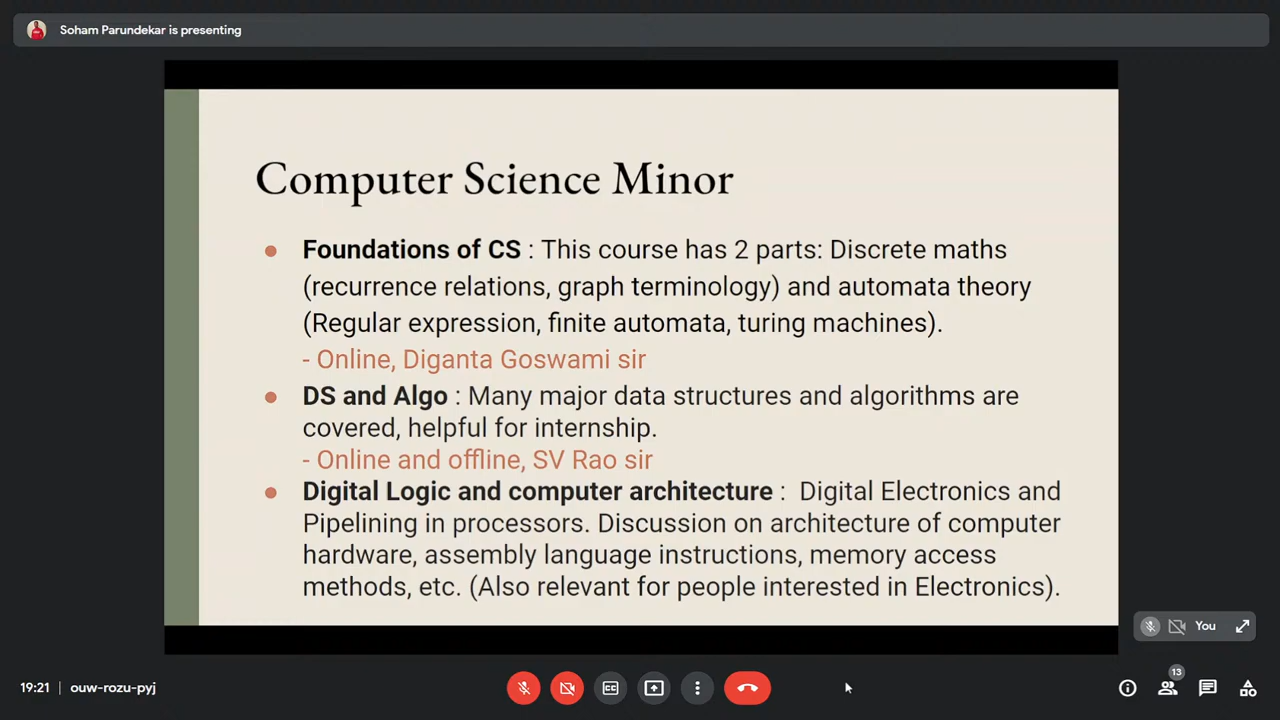 Soham Parundekar is presenting
Computer Science Minor
Foundations of CS : This course has 2 parts: Discrete maths
(recurrence relations, graph terminology) and automata theory
(Regular expression, finite automata, turing machines).
- Online, Diganta Goswami sir
DS and Algo : Many major data structures and algorithms are
covered, helpful for internship.
- Online and offline, SV Rao sir
Digital Logic and computer architecture :  Digital Electronics and
Pipelining in processors. Discussion on architecture of computer
hardware, assembly language instructions, memory access
methods, etc. (Also relevant for people interested in Electronics).
You
19:21 | ouw-rozu-pyj
CC
13